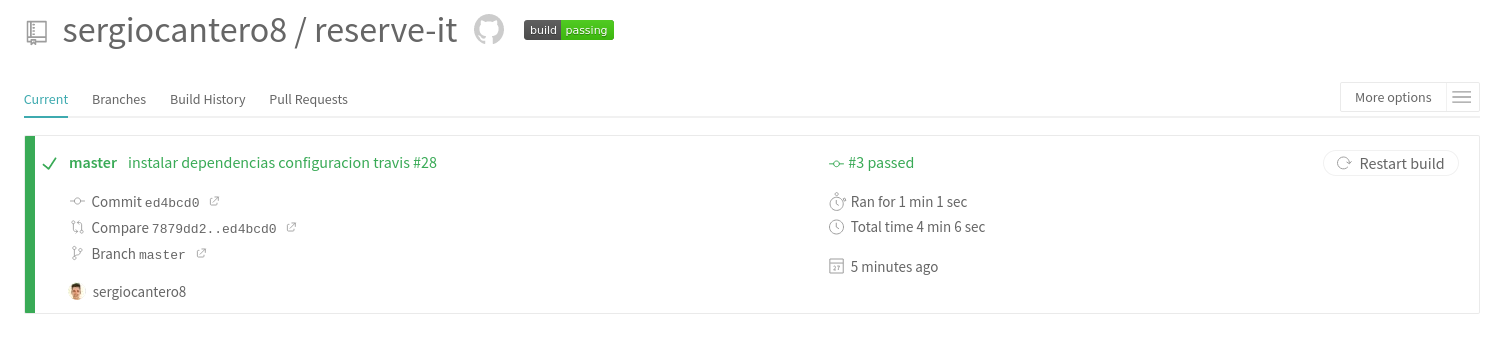 sergiocantero8 / reserve-it build passing
Current Branches Build History Pull Requests More options
master instalar dependencias configuracion travis #28
#3 passed
Restart build
Commit ed4bcd0
Compare 7879dd2..ed4bcd0
Branch master
sergiocantero8
Ran for 1 min 1 sec
Total time 4 min 6 sec
5 minutes ago